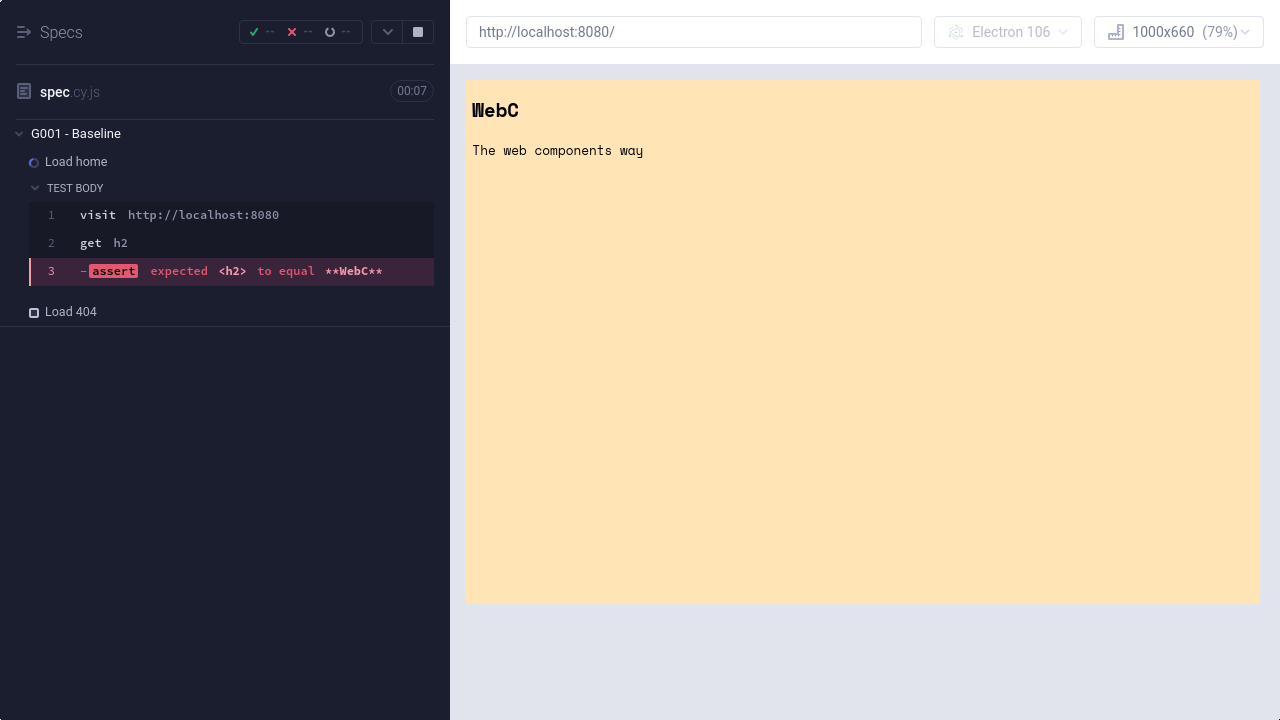 Specs
-- -- --
spec.cy.js
00:07
G001 - Baseline
Load home
TEST BODY
1 visit http://localhost:8080
2 get h2
3 -assert expected <h2> to equal **WebC**
Load 404
http://localhost:8080/
Electron 106
1000x660 (79%)
WebC
The web components way